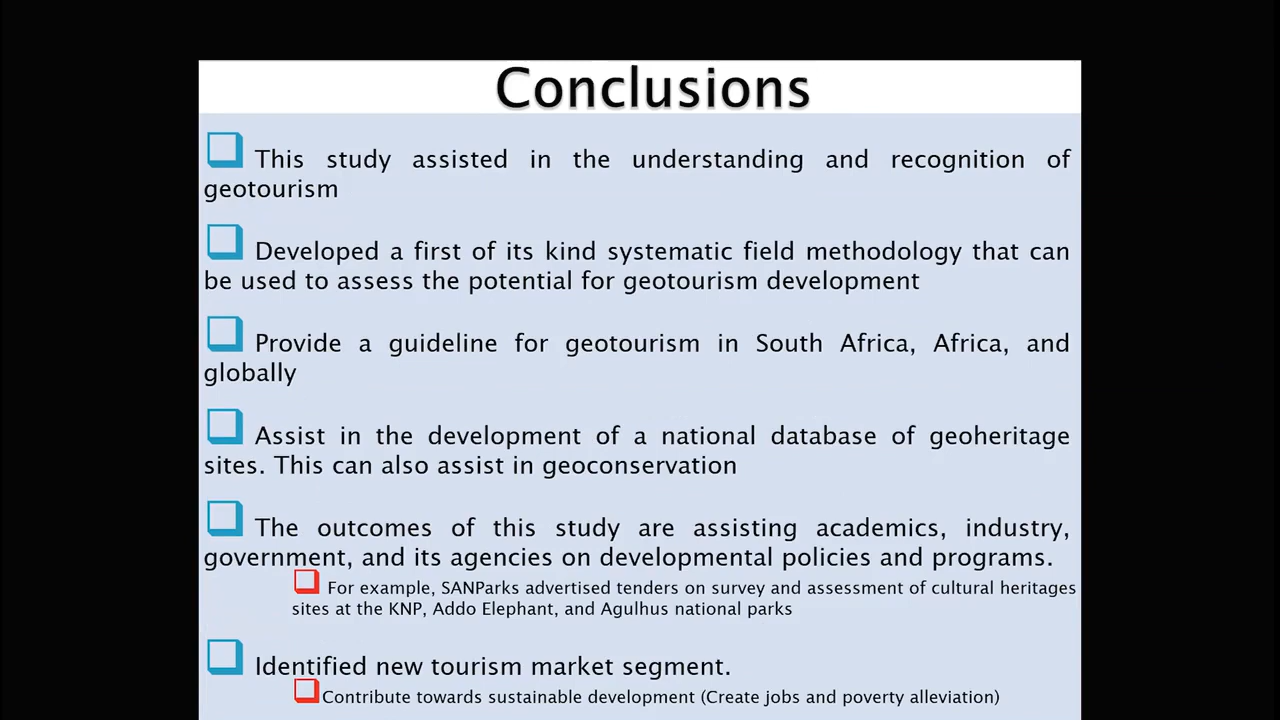 Conclusions
This study assisted in the understanding and recognition of
geotourism
Developed a first of its kind systematic field methodology that can
be used to assess the potential for geotourism development
Provide a guideline for geotourism in South Africa, Africa, and
globally
Assist in the development of a national database of geoheritage
sites. This can also assist in geoconservation
The outcomes of this study are assisting academics, industry,
government, and its agencies on developmental policies and programs.
For example, SANParks advertised tenders on survey and assessment of cultural heritages
sites at the KNP, Addo Elephant, and Agulhus national parks
Identified new tourism market segment.
Contribute towards sustainable development (Create jobs and poverty alleviation)